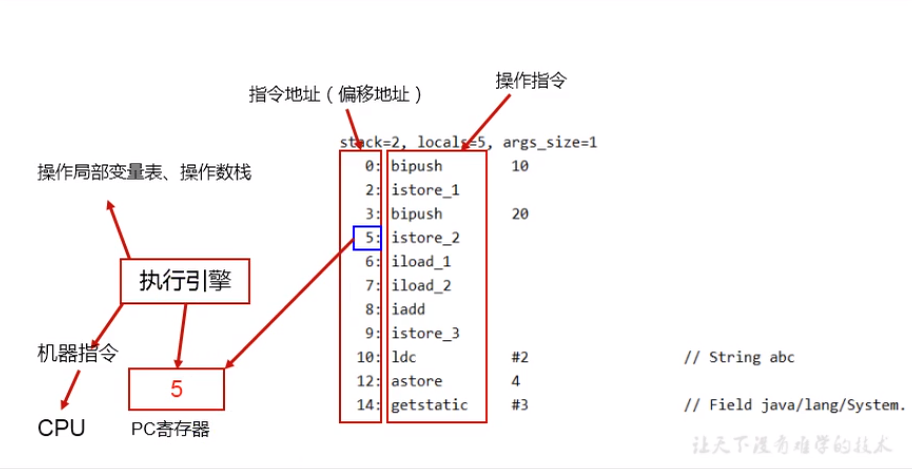 操作指令
指令地址（偏移地址）
stack=2, locals=5, args_size=1
0: bipush 10
2: istore_1
3: bipush 20
5: istore_2
6: iload_1
7: iload_2
8: iadd
9: istore_3
10: ldc #2 // String abc
12: astore 4
14: getstatic #3 // Field java/lang/System.
操作局部变量表、操作数栈
执行引擎
机器指令
5
CPU
PC寄存器
让天下没有难学的技术